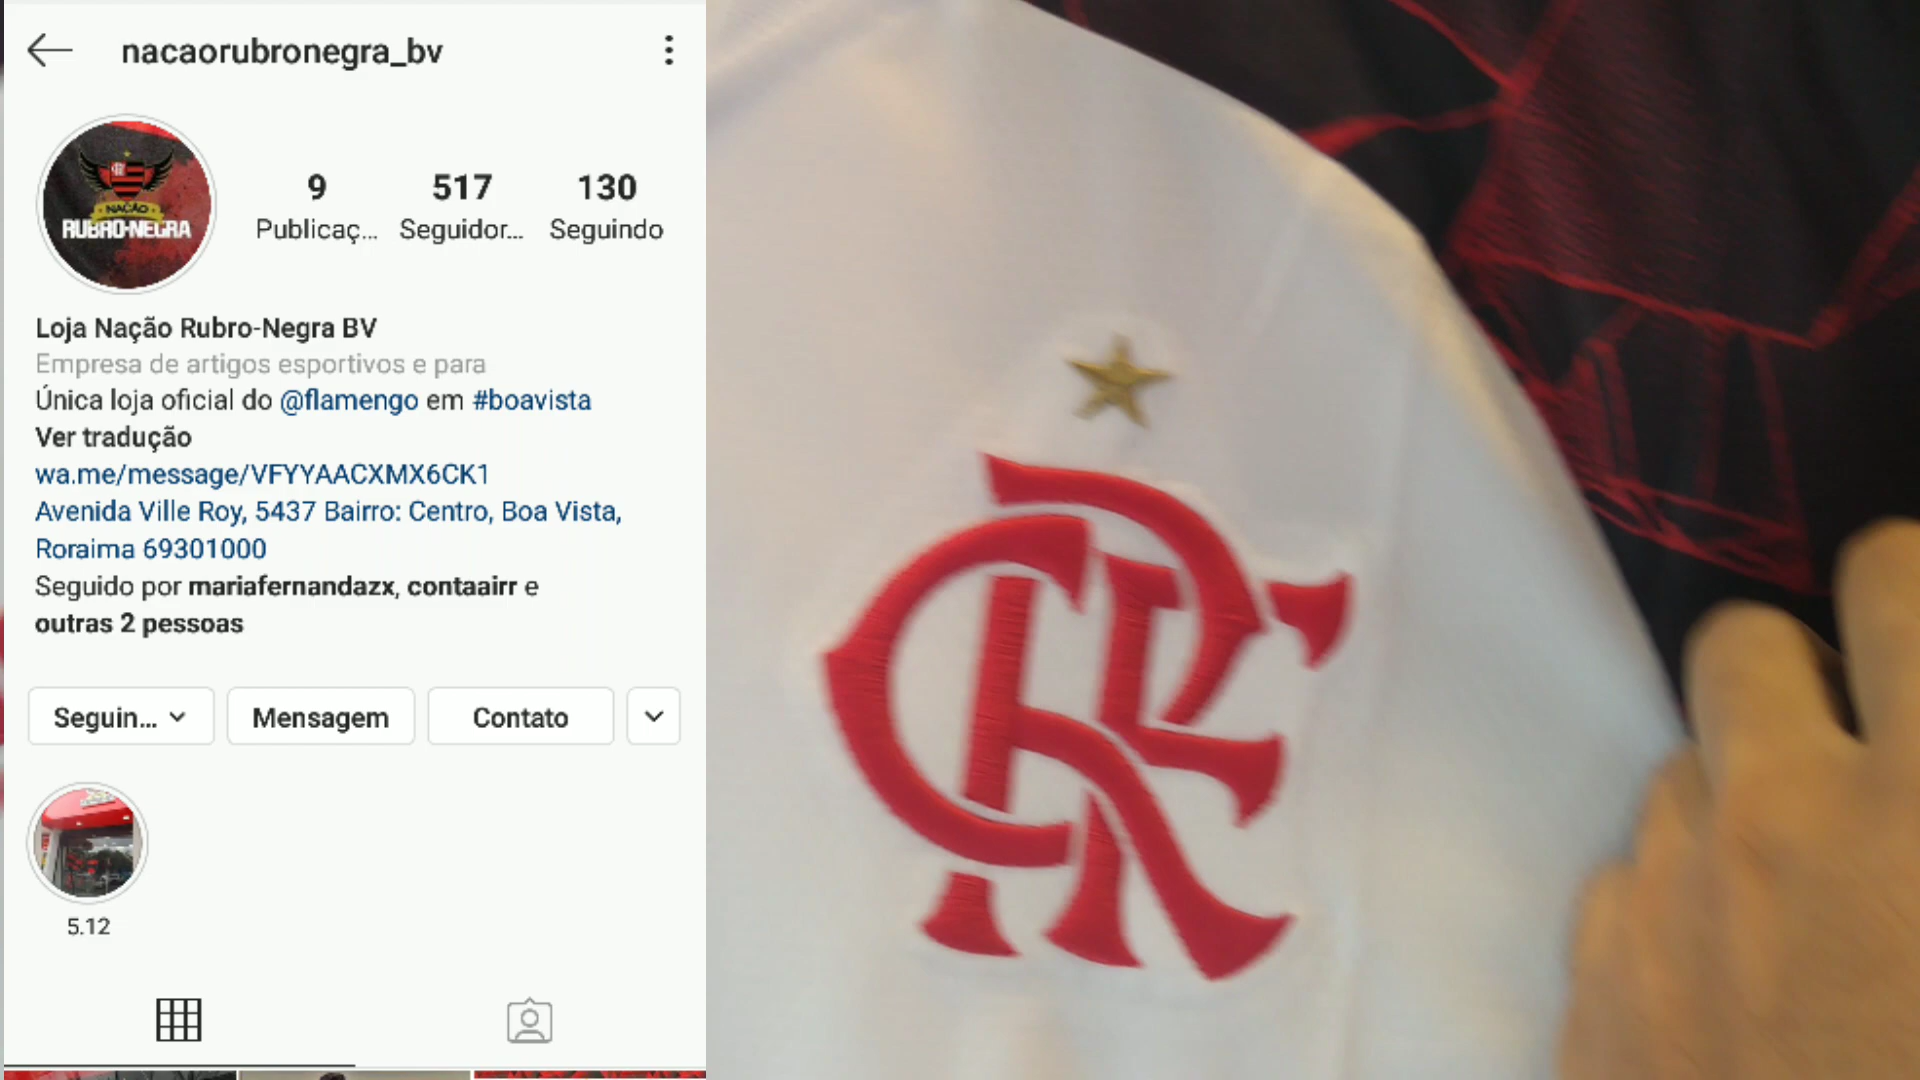 nacaorubronegra_bv
NAÇÃO
RUBRO-NEGRA
9
517
130
Publicaç...
Seguidor...
Seguindo
Loja Nação Rubro-Negra BV
Empresa de artigos esportivos e para
Única loja oficial do @flamengo em #boavista
Ver tradução
wa.me/message/VFYYAACXMX6CK1
Avenida Ville Roy, 5437 Bairro: Centro, Boa Vista,
Roraima 69301000
Seguido por mariafernandazx, contaairr e
outras 2 pessoas
Seguin...
Mensagem
Contato
5.12
CRF